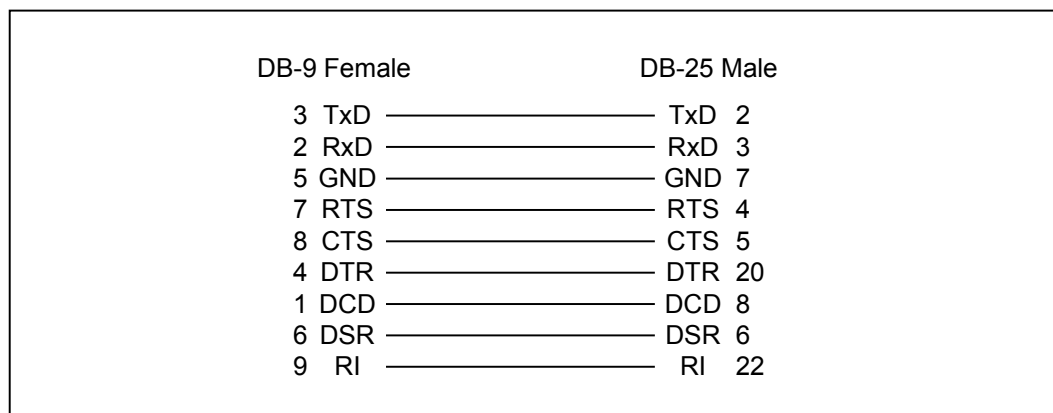 DB-9 Female DB-25 Male
3 TxD TxD 2
2 RxD RxD 3
5 GND GND 7
7 RTS RTS 4
8 CTS CTS 5
4 DTR DTR 20
1 DCD DCD 8
6 DSR DSR 6
9 RI RI 22